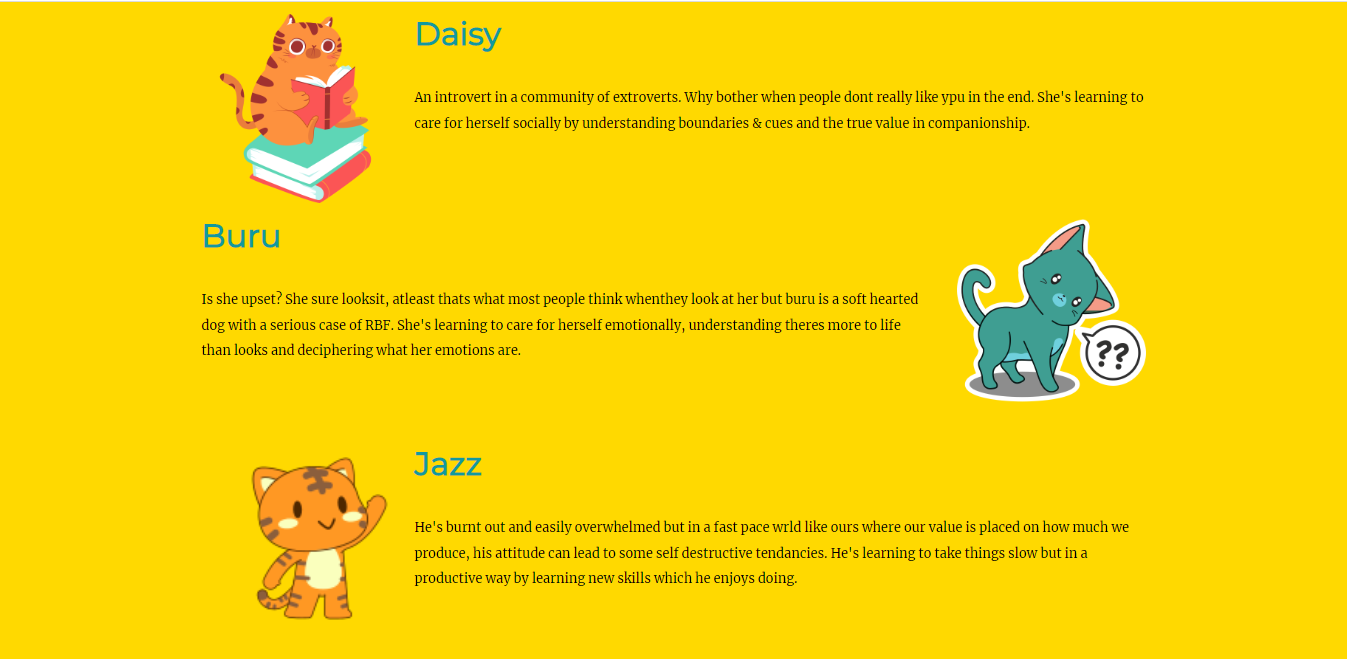 Daisy
An introvert in a community of extroverts. Why bother when people dont really like ypu in the end. She's learning to
care for herself socially by understanding boundaries & cues and the true value in companionship.
Buru
Is she upset? She sure looksit, atleast thats what most people think whenthey look at her but buru is a soft hearted
dog with a serious case of RBF. She's learning to care for herself emotionally, understanding theres more to life
than looks and deciphering what her emotions are.
??
Jazz
He's burnt out and easily overwhelmed but in a fast pace wrld like ours where our value is placed on how much we
produce, his attitude can lead to some self destructive tendancies. He's learning to take things slow but in a
productive way by learning new skills which he enjoys doing.